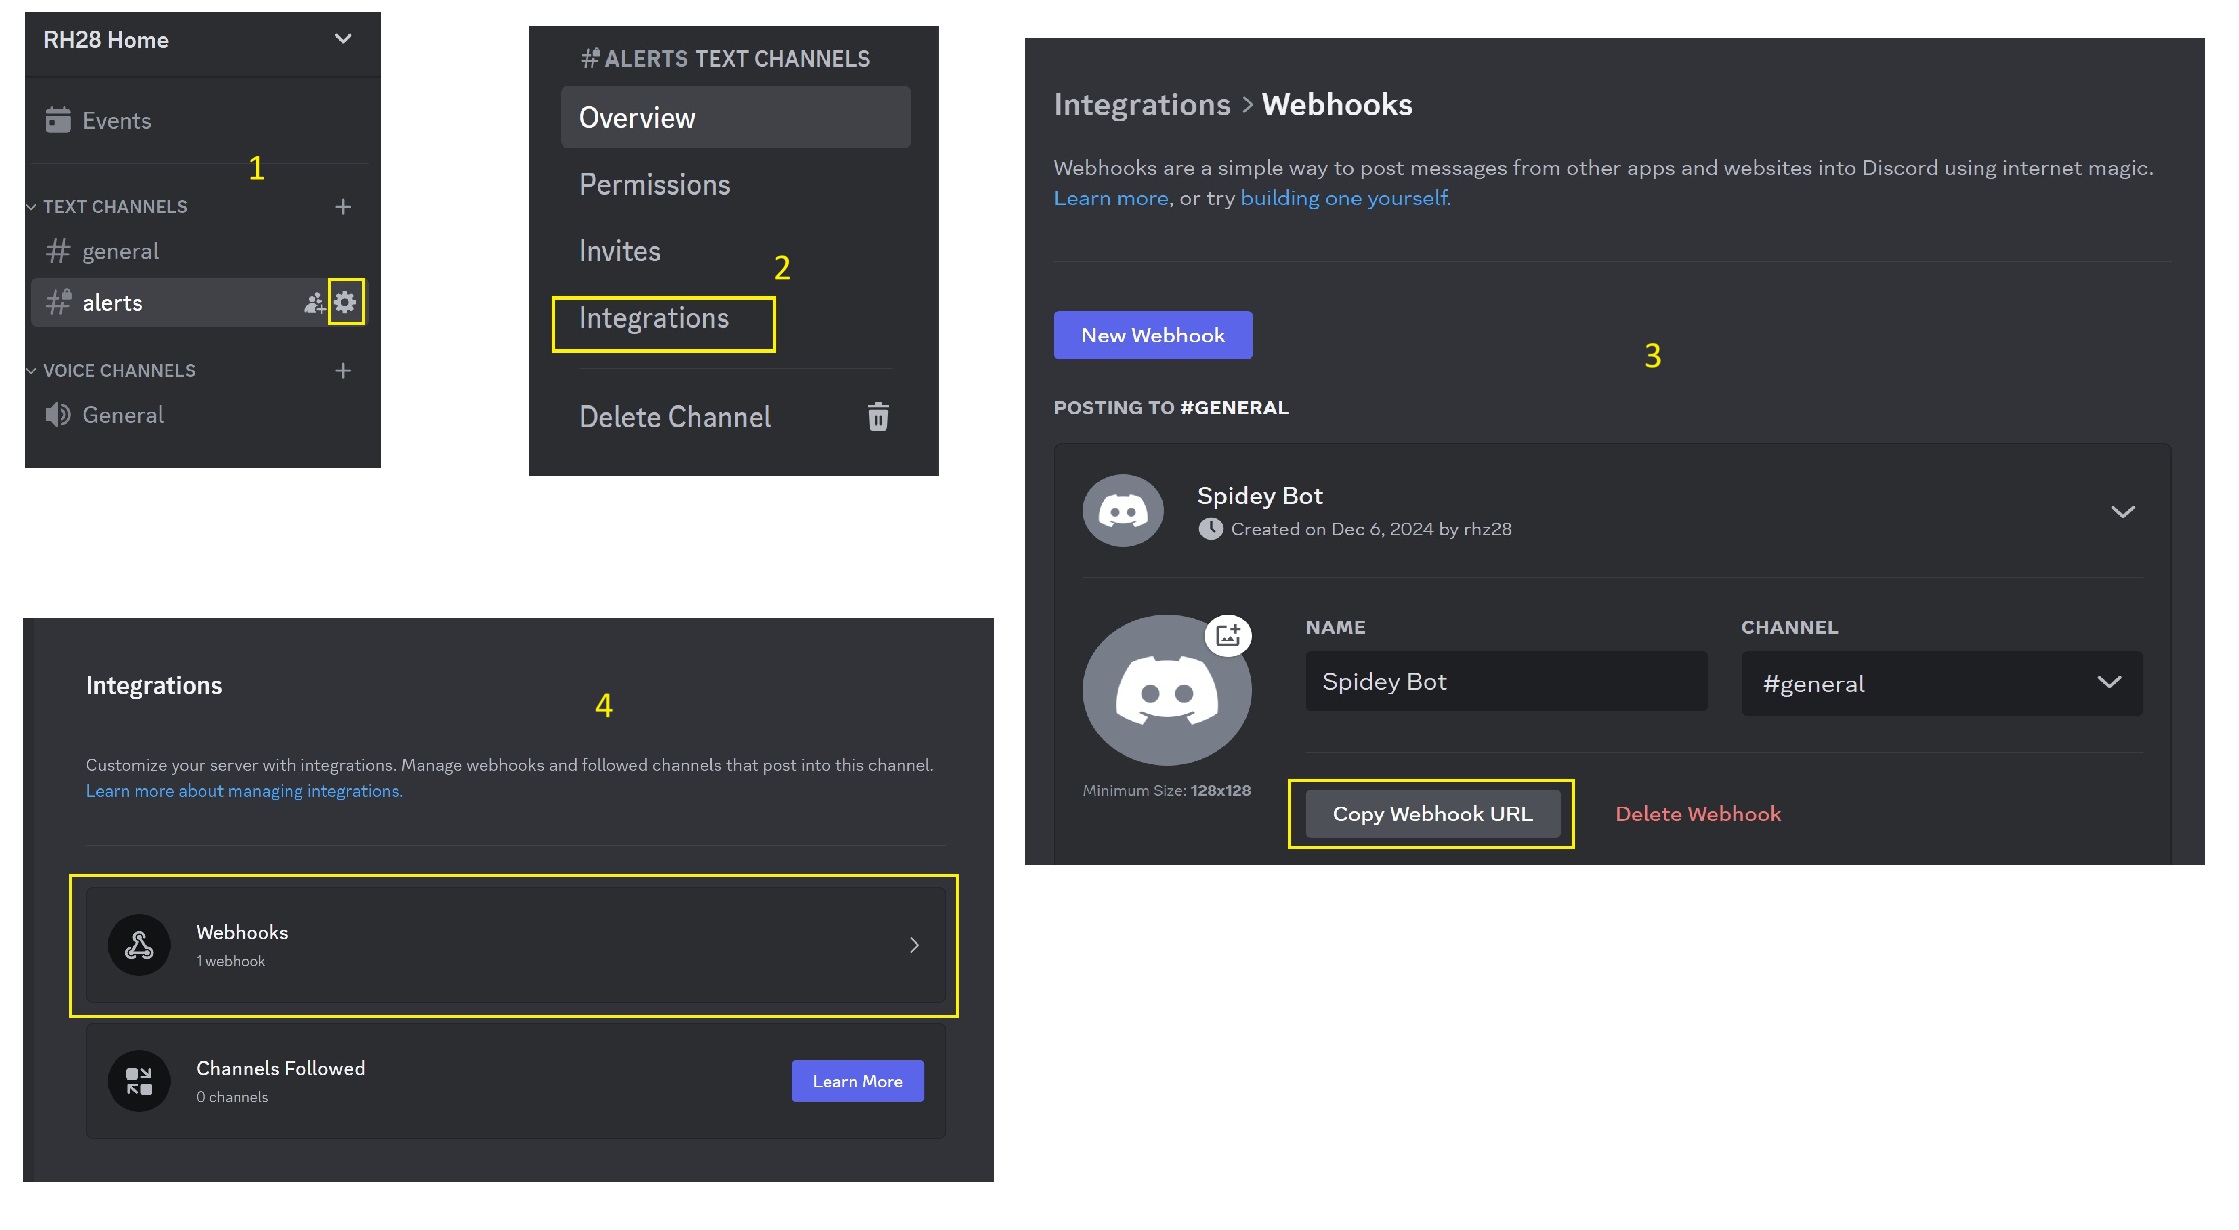 RH28 Home
Events
1
TEXT CHANNELS
general
alerts
VOICE CHANNELS
General
#ALERTS TEXT CHANNELS
Overview
Permissions
Invites
2
Integrations
Delete Channel
Integrations > Webhooks
Webhooks are a simple way to post messages from other apps and websites into Discord using internet magic.
Learn more, or try building one yourself.
New Webhook
3
POSTING TO #GENERAL
Spidey Bot
Created on Dec 6, 2024 by rhz28
NAME
CHANNEL
Spidey Bot
#general
Minimum Size: 128x128
Copy Webhook URL
Delete Webhook
Integrations
4
Customize your server with integrations. Manage webhooks and followed channels that post into this channel.
Learn more about managing integrations.
Webhooks
1 webhook
Channels Followed
0 channels
Learn More